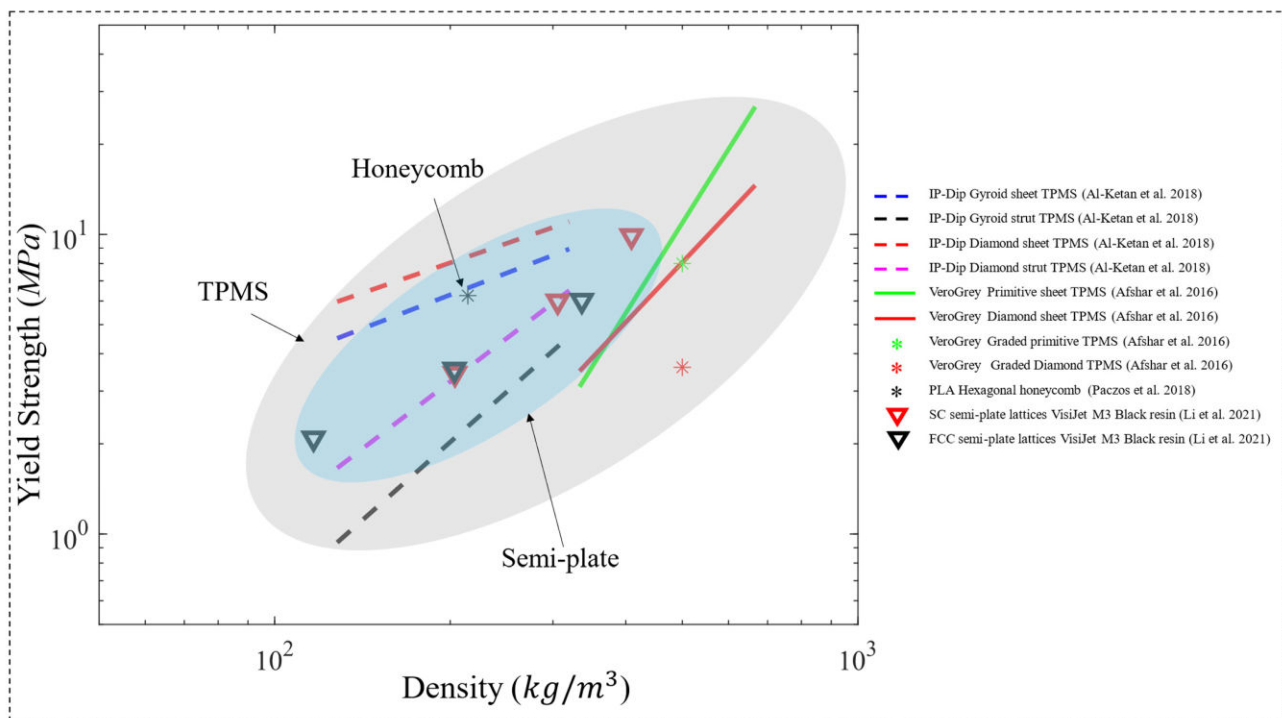 Honeycomb
TPMS
Semi-plate
Yield Strength (MPa)
10^1
10^0
10^2
10^3
Density (kg/m^3)
IP-Dip Gyroid sheet TPMS (Al-Ketan et al. 2018)
IP-Dip Gyroid strut TPMS (Al-Ketan et al. 2018)
IP-Dip Diamond sheet TPMS (Al-Ketan et al. 2018)
IP-Dip Diamond strut TPMS (Al-Ketan et al. 2018)
VeroGrey Primitive sheet TPMS (Afshar et al. 2016)
VeroGrey Diamond sheet TPMS (Afshar et al. 2016)
VeroGrey Graded primitive TPMS (Afshar et al. 2016)
VeroGrey Graded Diamond TPMS (Afshar et al. 2016)
PLA Hexagonal honeycomb (Paczos et al. 2018)
SC semi-plate lattices VisiJet M3 Black resin (Li et al. 2021)
FCC semi-plate lattices VisiJet M3 Black resin (Li et al. 2021)